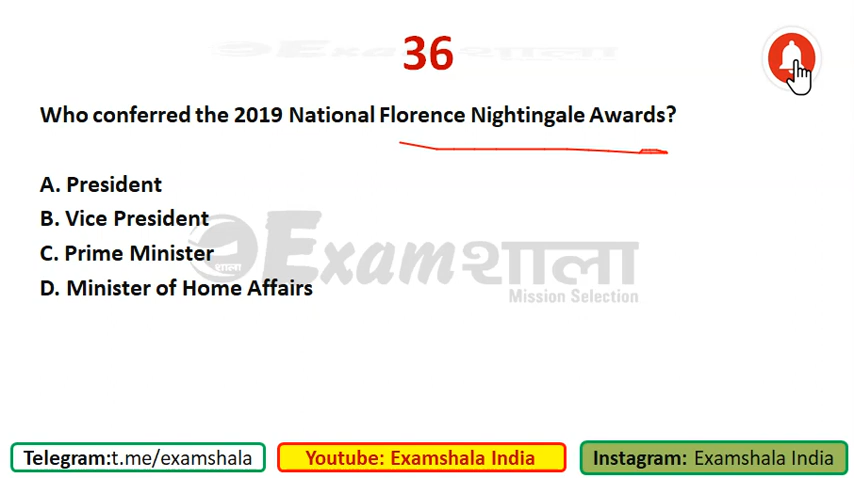 Examशाला
36
Who conferred the 2019 National Florence Nightingale Awards?
A. President
B. Vice President
C. Prime Minister
D. Minister of Home Affairs
शाला
Examशाला
Mission Selection
Telegram:t.me/examshala
Youtube: Examshala India
Instagram: Examshala India